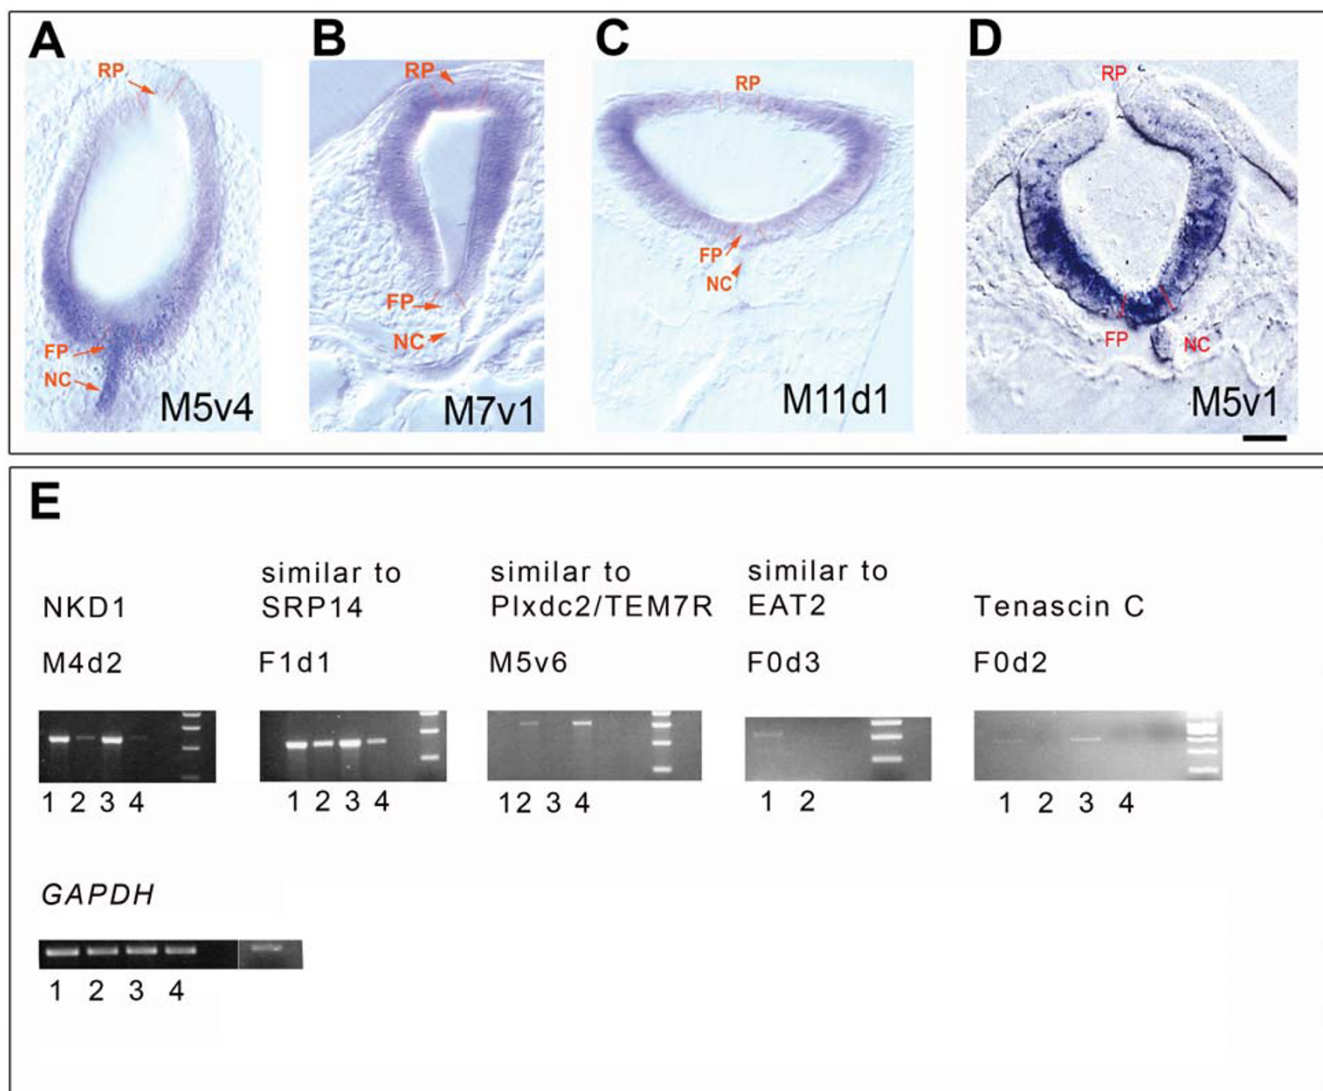 A
RP
FP
NC
M5v4
B
RP
FP
NC
M7v1
C
RP
FP
NC
M11d1
D
RP
FP
NC
M5v1
E
NKD1
M4d2
1 2 3 4
similar to
SRP14
F1d1
1 2 3 4
similar to
Plxdc2/TEM7R
M5v6
12 3 4
similar to
EAT2
F0d3
1 2
Tenascin C
F0d2
1 2 3 4
GAPDH
1 2 3 4